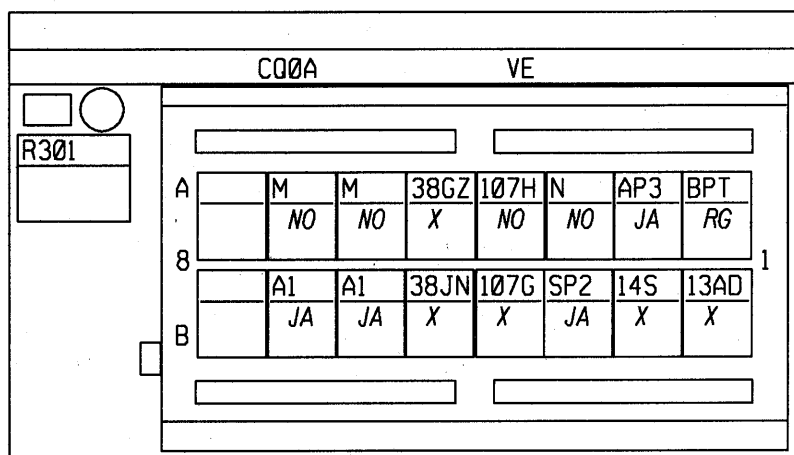 CQ0A VE
R301
A M M 38GZ 107H N AP3 BPT
NO NO X NO NO JA RG
8 1
A1 A1 38JN 107G SP2 14S 13AD
B JA JA X X JA X X